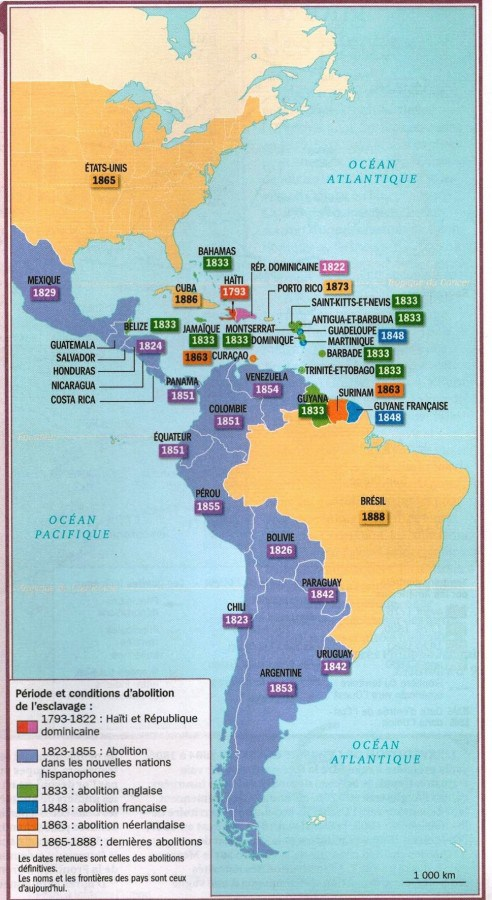 OCÉAN
ATLANTIQUE
ÉTATS-UNIS
1865
BAHAMAS
1833
RÉP. DOMINICAINE 1822
MEXIQUE
1829
CUBA
1886
HAÏTI
1793
PORTO RICO 1873
SAINT-KITTS-ET-NEVIS 1833
ANTIGUA-ET-BARBUDA 1833
BÉLIZE 1833
JAMAÏQUE
1833
MONTSERRAT
1833
GUADELOUPE
DOMINIQUE
MARTINIQUE
1848
GUATEMALA
1824
SALVADOR
HONDURAS
NICARAGUA
COSTA RICA
1863 CURAÇAO
BARBADE 1833
TRINITÉ-ET-TOBAGO 1833
PANAMA
1851
VENEZUELA
1854
GUYANA
1833
SURINAM 1863
GUYANE FRANÇAISE
1848
COLOMBIE
1851
ÉQUATEUR
1851
PÉROU
1855
BRÉSIL
1888
OCÉAN
PACIFIQUE
BOLIVIE
1826
PARAGUAY
1842
CHILI
1823
URUGUAY
1842
ARGENTINE
1853
OCÉAN
ATLANTIQUE
Période et conditions d'abolition
de l'esclavage :
1793-1822 : Haïti et République
dominicaine
1823-1855 : Abolition
dans les nouvelles nations
hispanophones
1833 : abolition anglaise
1848 : abolition française
1863 : abolition néerlandaise
1865-1888 : dernières abolitions
Les dates retenues sont celles des abolitions
définitives.
Les noms et les frontières des pays sont ceux
d'aujourd'hui.
1 000 km